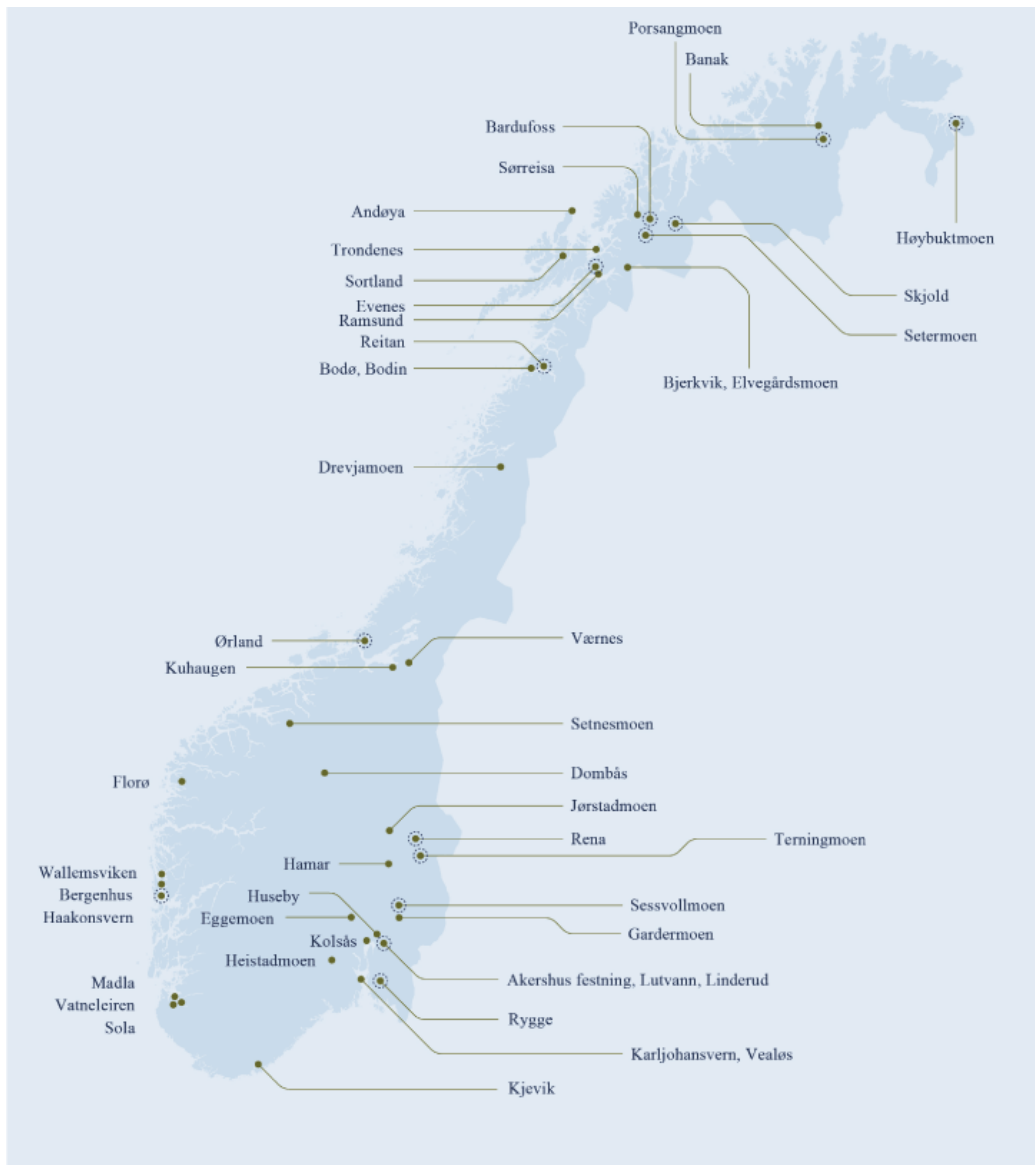 Porsangmoen
Banak
Bardufoss
Sørreisa
Andøya
Høybuktmoen
Trondenes
Sortland
Skjold
Evenes
Ramsund
Setermoen
Reitan
Bodø, Bodin
Bjerkvik, Elvegårdsmoen
Drevjamoen
Ørland
Værnes
Kuhaugen
Setnesmoen
Florø
Dombås
Jørstadmoen
Rena
Terningmoen
Hamar
Wallemsviken
Bergenhus
Haakonsvern
Huseby
Sessvollmoen
Eggemoen
Gardermoen
Kolsås
Heistadmoen
Akershus festning, Lutvann, Linderud
Madla
Vatneleiren
Sola
Rygge
Karljohansvern, Vealøs
Kjevik